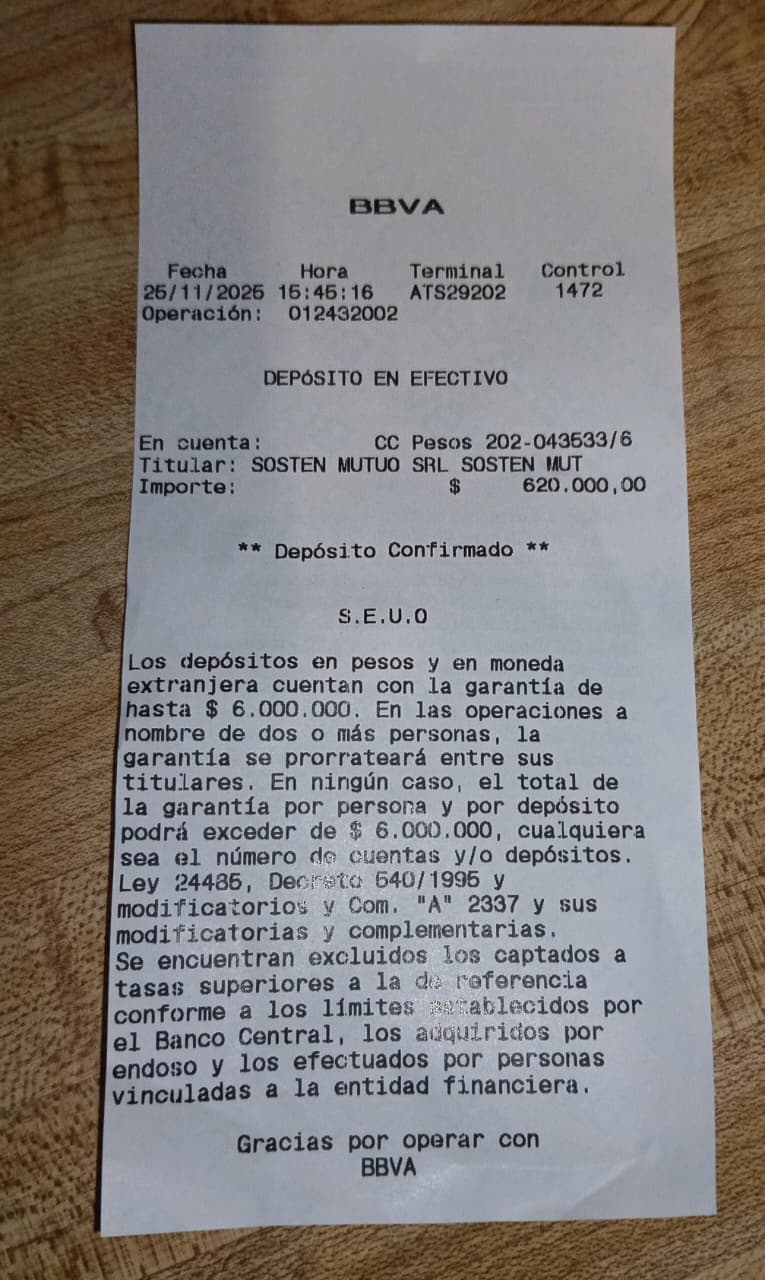 BBVA
Fecha Hora Terminal Control
25/11/2025 15:45:16 ATS29202 1472
Operación: 012432002
DEPÓSITO EN EFECTIVO
En cuenta: CC Pesos 202-043533/6
Titular: SOSTEN MUTUO SRL SOSTEN MUT
Importe: $ 620.000,00
** Depósito Confirmado **
S.E.U.O
Los depósitos en pesos y en moneda
extranjera cuentan con la garantía de
hasta $ 6.000.000. En las operaciones a
nombre de dos o más personas, la
garantía se prorrateará entre sus
titulares. En ningún caso, el total de
la garantía por persona y por depósito
podrá exceder de $ 6.000.000, cualquiera
sea el número de cuentas y/o depósitos.
Ley 24485, Decreto 540/1995 y
modificatorios y Com. "A" 2337 y sus
modificatorias y complementarias.
Se encuentran excluidos los captados a
tasas superiores a la de referencia
conforme a los límites establecidos por
el Banco Central, los adquiridos por
endoso y los efectuados por personas
vinculadas a la entidad financiera.
Gracias por operar con
BBVA